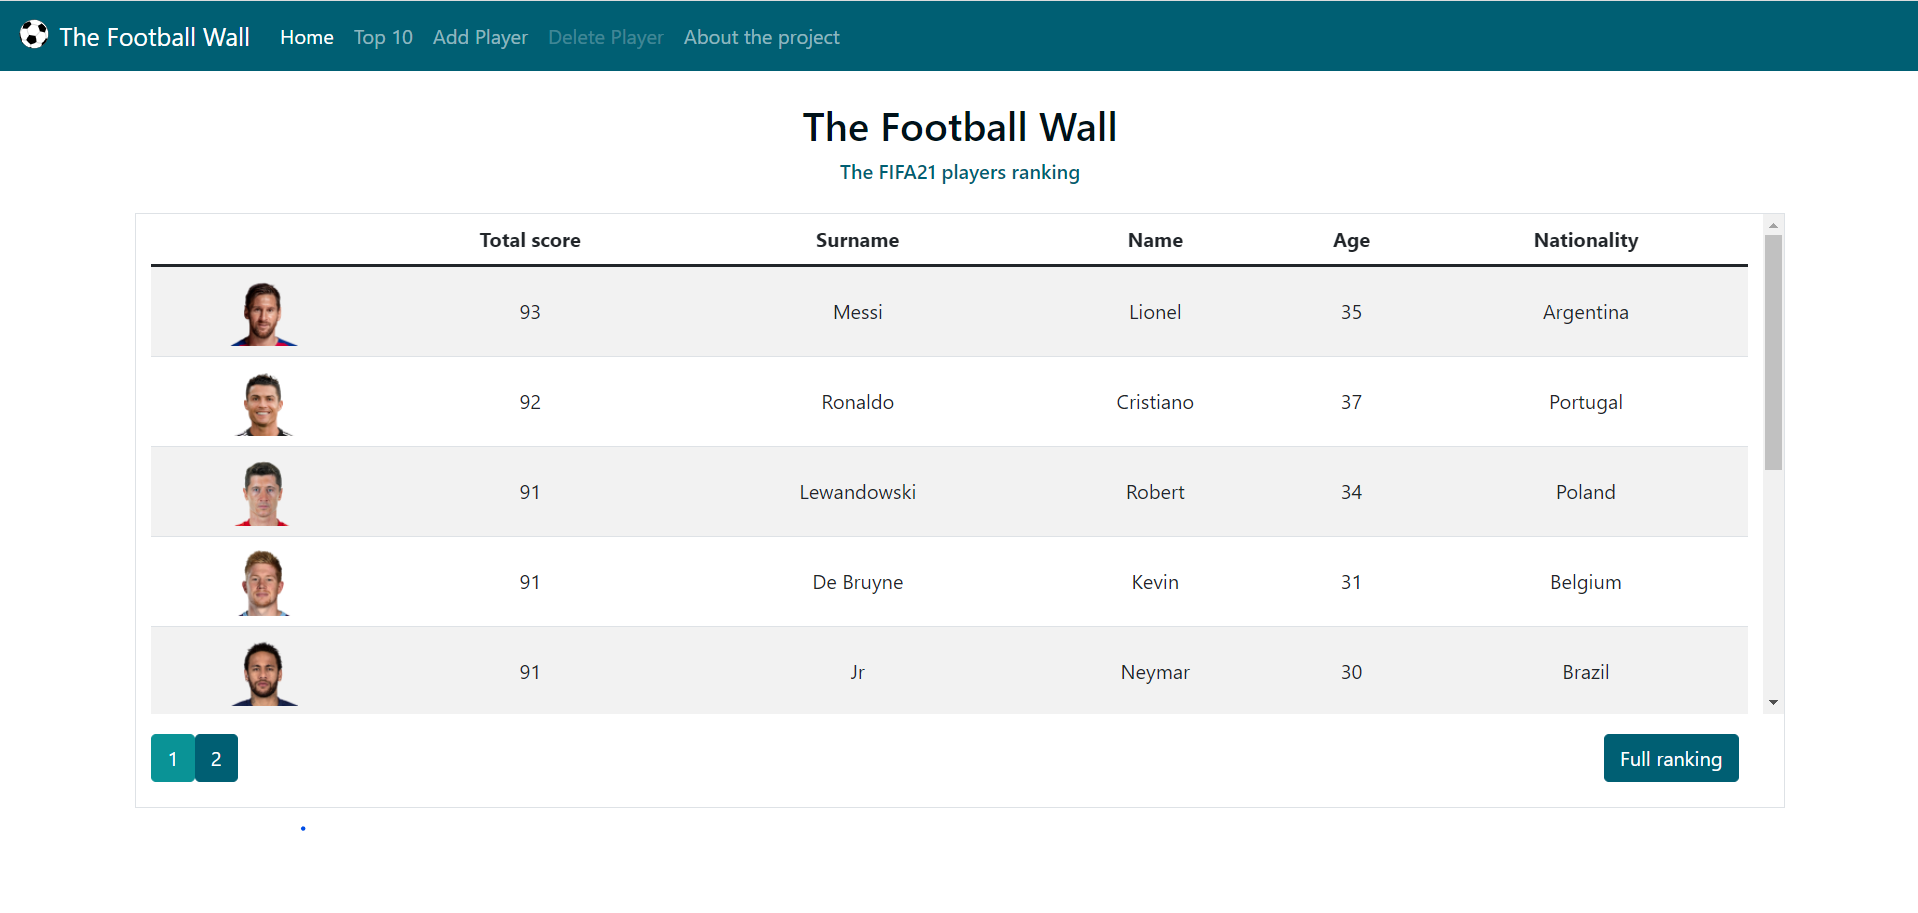 The Football Wall Home Top 10 Add Player Delete Player About the project
The Football Wall
The FIFA21 players ranking
Total score Surname Name Age Nationality
93 Messi Lionel 35 Argentina
92 Ronaldo Cristiano 37 Portugal
91 Lewandowski Robert 34 Poland
91 De Bruyne Kevin 31 Belgium
91 Jr Neymar 30 Brazil
1 2 Full ranking